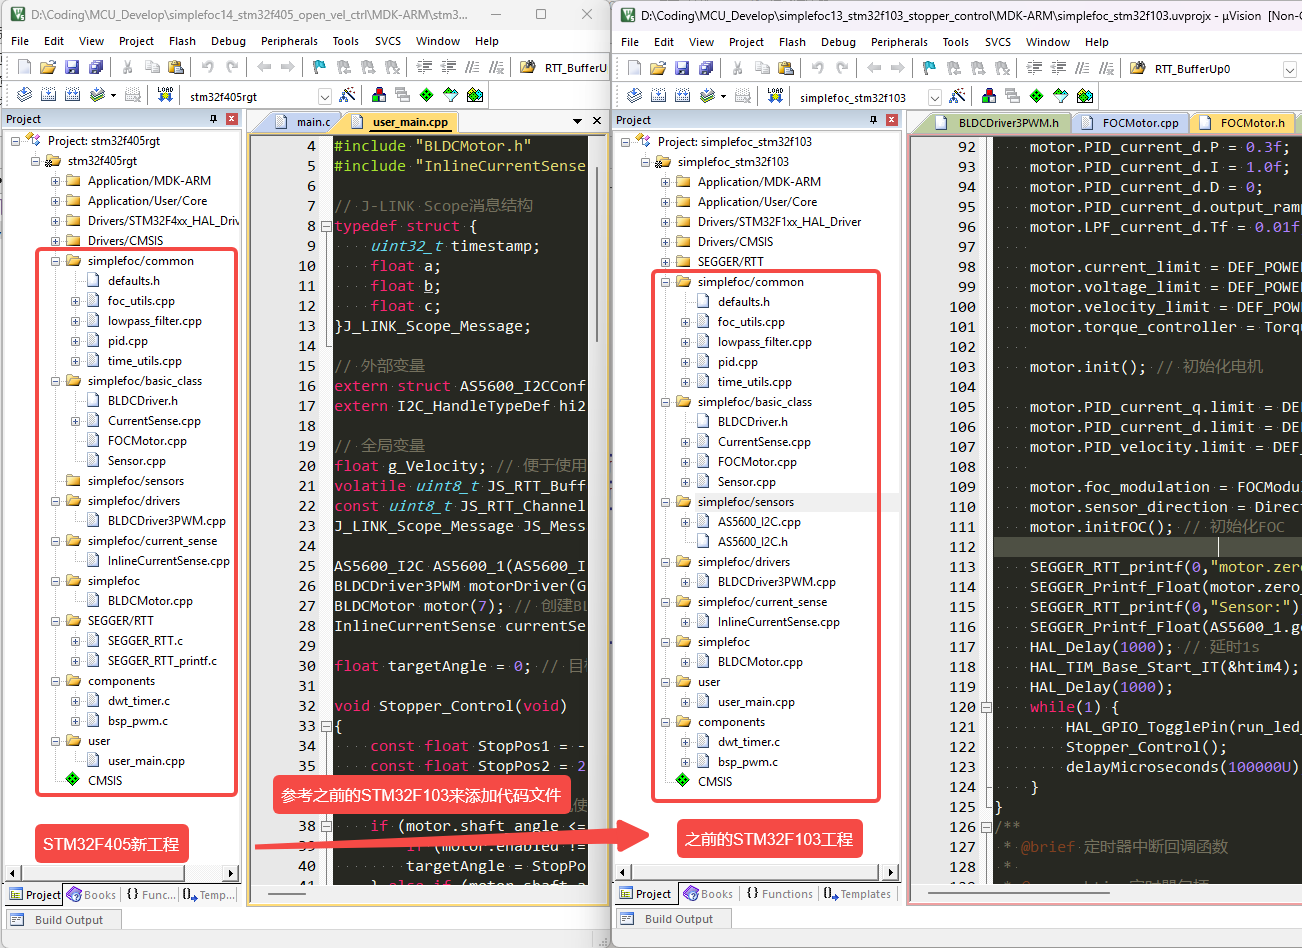 D:\Coding\MCU_Develop\simplefoc14_stm32f405_open_vel_ctrl\MDK-ARM\stm3...
File Edit View Project Flash Debug Peripherals Tools SVCS Window Help
RTT_BufferU
LOAD
stm32f405rgt
Project
Project: stm32f405rgt
stm32f405rgt
Application/MDK-ARM
Application/User/Core
Drivers/STM32F4xx_HAL_Driv
Drivers/CMSIS
simplefoc/common
defaults.h
foc_utils.cpp
lowpass_filter.cpp
pid.cpp
time_utils.cpp
simplefoc/basic_class
BLDCDriver.h
CurrentSense.cpp
FOCMotor.cpp
Sensor.cpp
simplefoc/sensors
simplefoc/drivers
BLDCDriver3PWM.cpp
simplefoc/current_sense
InlineCurrentSense.cpp
simplefoc
BLDCMotor.cpp
SEGGER/RTT
SEGGER_RTT.c
SEGGER_RTT_printf.c
components
dwt_timer.c
bsp_pwm.c
user
user_main.cpp
CMSIS
STM32F405新工程
Project Books {} Func... Temp...
Build Output
main.c user_main.cpp
4 #include "BLDCMotor.h"
5 #include "InlineCurrentSense
6
7 // J-LINK Scope消息结构
8 typedef struct {
9 uint32_t timestamp;
10 float a;
11 float b;
12 float c;
13 }J_LINK_Scope_Message;
14
15 // 外部变量
16 extern struct AS5600_I2CConf
17 extern I2C_HandleTypeDef hi2
18
19 // 全局变量
20 float g_Velocity; // 便于使用
21 volatile uint8_t JS_RTT_Buff
22 const uint8_t JS_RTT_Channel
23 J_LINK_Scope_Message JS_Mess
24
25 AS5600_I2C AS5600_1(AS5600_I
26 BLDCDriver3PWM motorDriver(G
27 BLDCMotor motor(7); // 创建BL
28 InlineCurrentSense currentSe
29
30 float targetAngle = 0; // 目标
31
32 void Stopper_Control(void)
33 {
34 const float StopPos1 = -
35 const float StopPos2 = 2
参考之前的STM32F103来添加代码文件
38 if (motor.shaft_angle <=
if (motor.enabled !=
40 targetAngle = StopPo
D:\Coding\MCU_Develop\simplefoc13_stm32f103_stopper_control\MDK-ARM\simplefoc_stm32f103.uvprojx - µVision [Non-C
File Edit View Project Flash Debug Peripherals Tools SVCS Window Help
RTT_BufferUp0
LOAD
simplefoc_stm32f103
Project
Project: simplefoc_stm32f103
simplefoc_stm32f103
Application/MDK-ARM
Application/User/Core
Drivers/STM32F1xx_HAL_Driver
Drivers/CMSIS
SEGGER/RTT
simplefoc/common
defaults.h
foc_utils.cpp
lowpass_filter.cpp
pid.cpp
time_utils.cpp
simplefoc/basic_class
BLDCDriver.h
CurrentSense.cpp
FOCMotor.cpp
Sensor.cpp
simplefoc/sensors
AS5600_I2C.cpp
AS5600_I2C.h
simplefoc/drivers
BLDCDriver3PWM.cpp
simplefoc/current_sense
InlineCurrentSense.cpp
simplefoc
BLDCMotor.cpp
user
user_main.cpp
components
dwt_timer.c
bsp_pwm.c
CMSIS
之前的STM32F103工程
Project Books {} Functions Templates
Build Output
BLDCDriver3PWM.h FOCMotor.cpp FOCMotor.h
92 motor.PID_current_d.P = 0.3f;
93 motor.PID_current_d.I = 1.0f;
94 motor.PID_current_d.D = 0;
95 motor.PID_current_d.output_ramp
96 motor.LPF_current_d.Tf = 0.01f
97
98 motor.current_limit = DEF_POWE
99 motor.voltage_limit = DEF_POWE
100 motor.velocity_limit = DEF_POWE
101 motor.torque_controller = Torq
102
103 motor.init(); // 初始化电机
104
105 motor.PID_current_q.limit = DE
106 motor.PID_current_d.limit = DE
107 motor.PID_velocity.limit = DEF_
108
109 motor.foc_modulation = FOCModu
110 motor.sensor_direction = Direc
111 motor.initFOC(); // 初始化FOC
112
113 SEGGER_RTT_printf(0,"motor.zero
114 SEGGER_Printf_Float(motor.zero_
115 SEGGER_RTT_printf(0,"Sensor:")
116 SEGGER_Printf_Float(AS5600_1.ge
117 HAL_Delay(1000); // 延时1s
118 HAL_TIM_Base_Start_IT(&htim4);
119 HAL_Delay(1000);
120 while(1) {
121 HAL_GPIO_TogglePin(run_led_
122 Stopper_Control();
123 delayMicroseconds(100000U)
124 }
125 }
126 /**
127 * @brief 定时器中断回调函数
128 *